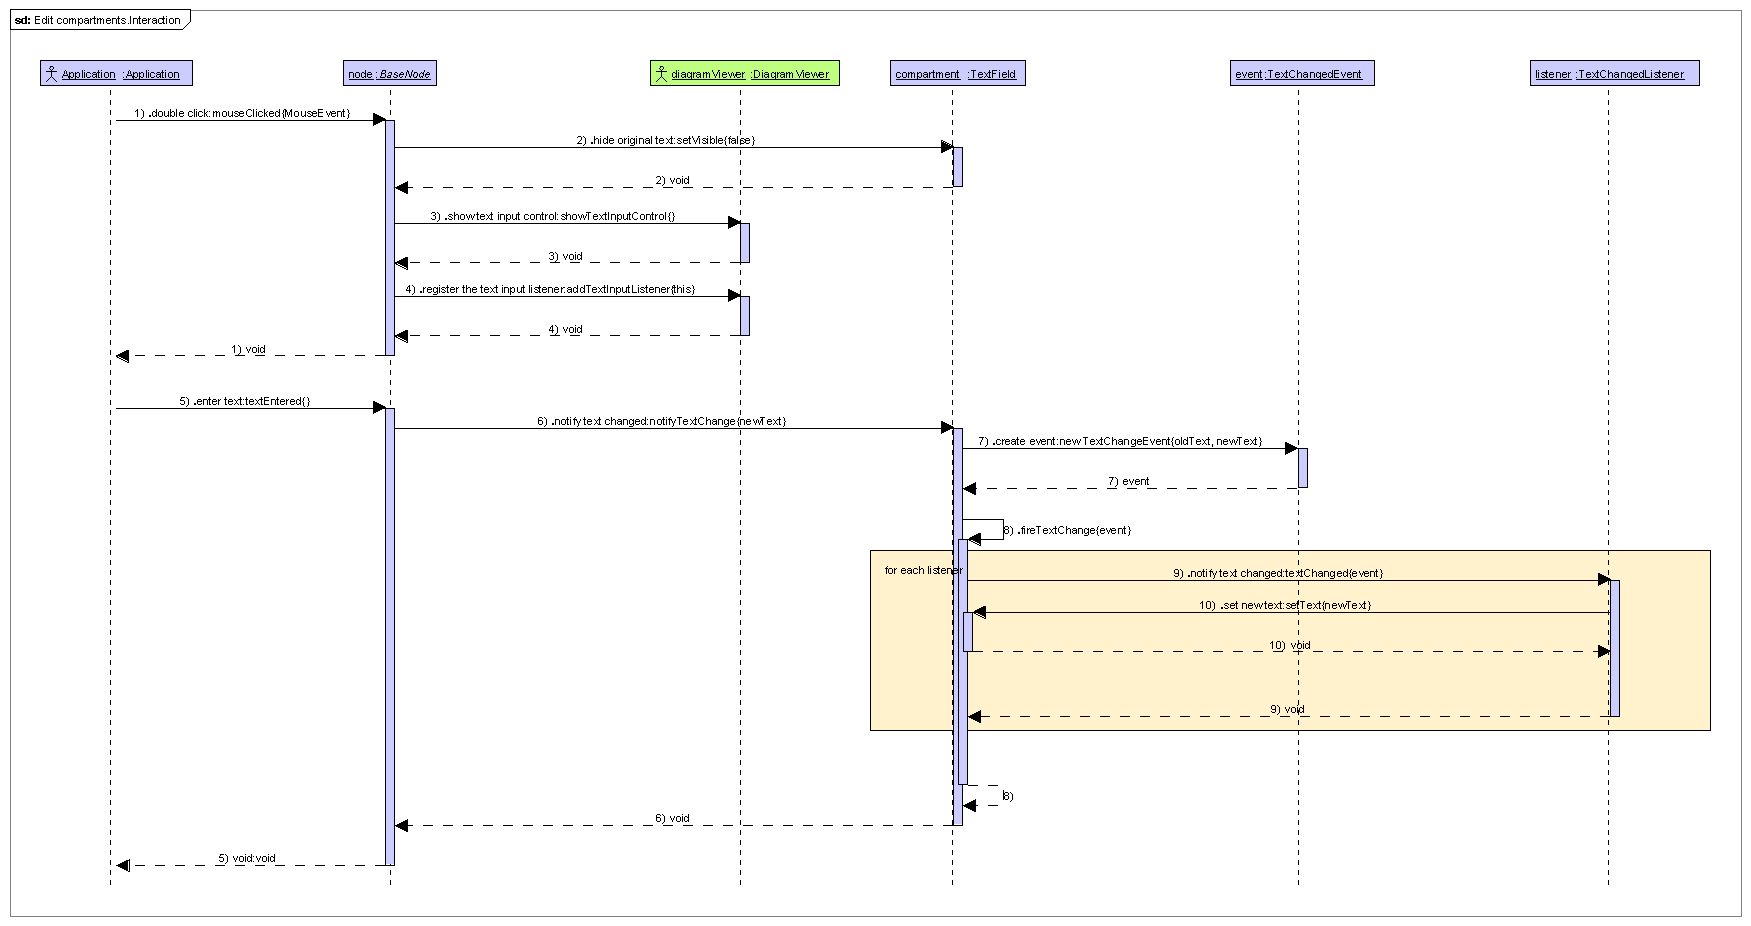 sd: Edit compartments.Interaction
Application :Application
node :BaseNode
diagramViewer :DiagramViewer
compartment :TextField
event:TextChangedEvent
listener :TextChangedListener
1) .double click:mouseClicked{MouseEvent}
2) .hide original text:setVisible{false}
2) void
3) .show text input control:showTextInputControl{}
3) void
4) .register the text input listener:addTextInputListener{this}
4) void
1) void
5) .enter text:textEntered{}
6) .notify text changed:notifyTextChange{newText}
7) .create event:new TextChangeEvent{oldText, newText}
7) event
8) .fireTextChange{event}
for each listener
9) .notify text changed:textChanged{event}
10) .set new text:setText{newText}
10) void
9) void
8)
6) void
5) void:void